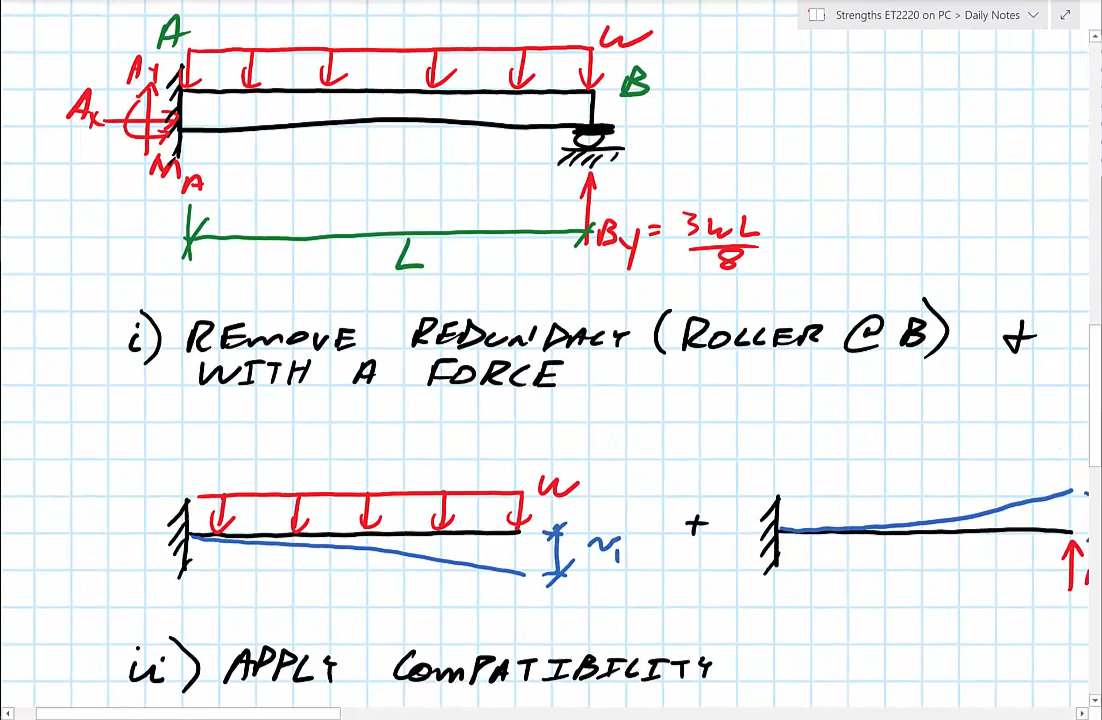 Strengths ET2220 on PC > Daily Notes
A
W
B
Ay
Ax
MA
By = 3wL/8
L
i) REMOVE REDUNDACY (ROLLER @ B) +
WITH A FORCE
W
v1
+
ii) APPLY COMPATIBILITY